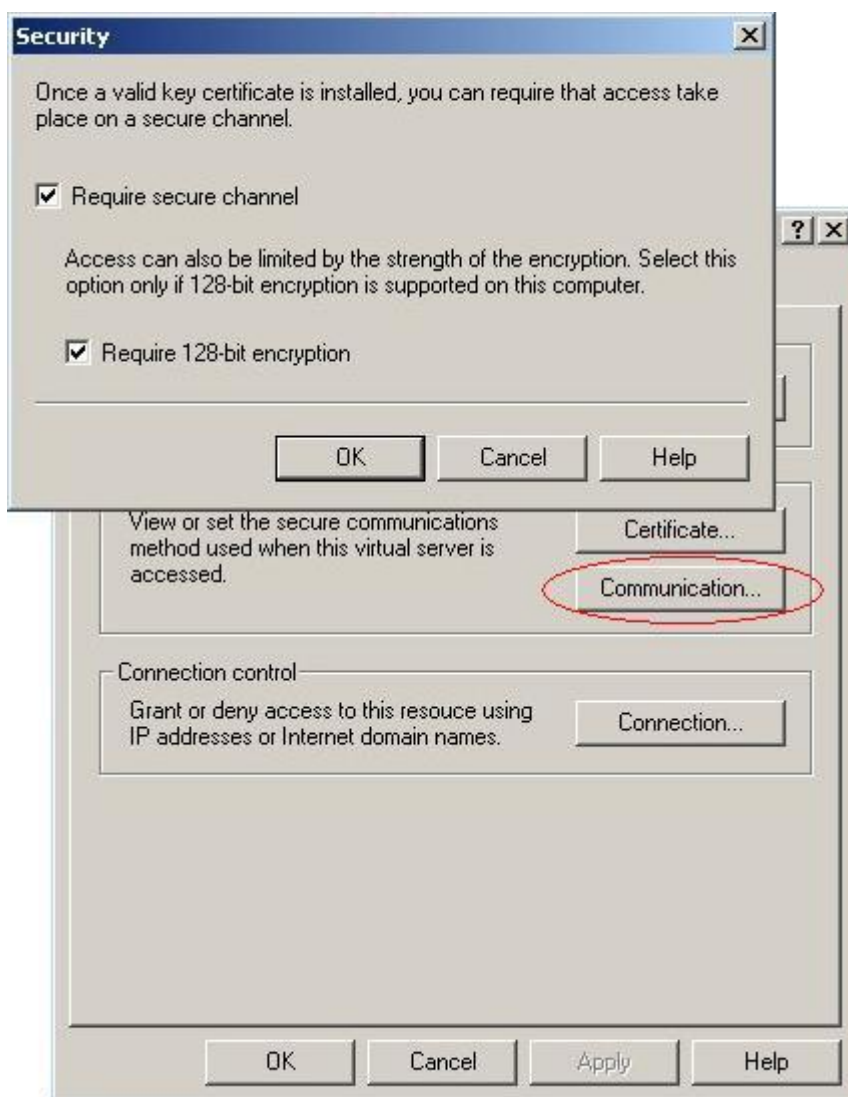 Security
Once a valid key certificate is installed, you can require that access take
place on a secure channel.
Require secure channel
Access can also be limited by the strength of the encryption. Select this
option only if 128-bit encryption is supported on this computer.
Require 128-bit encryption
OK
Cancel
Help
View or set the secure communications
method used when this virtual server is
accessed.
Certificate...
Communication...
Connection control
Grant or deny access to this resouce using
IP addresses or Internet domain names.
Connection...
OK
Cancel
Apply
Help